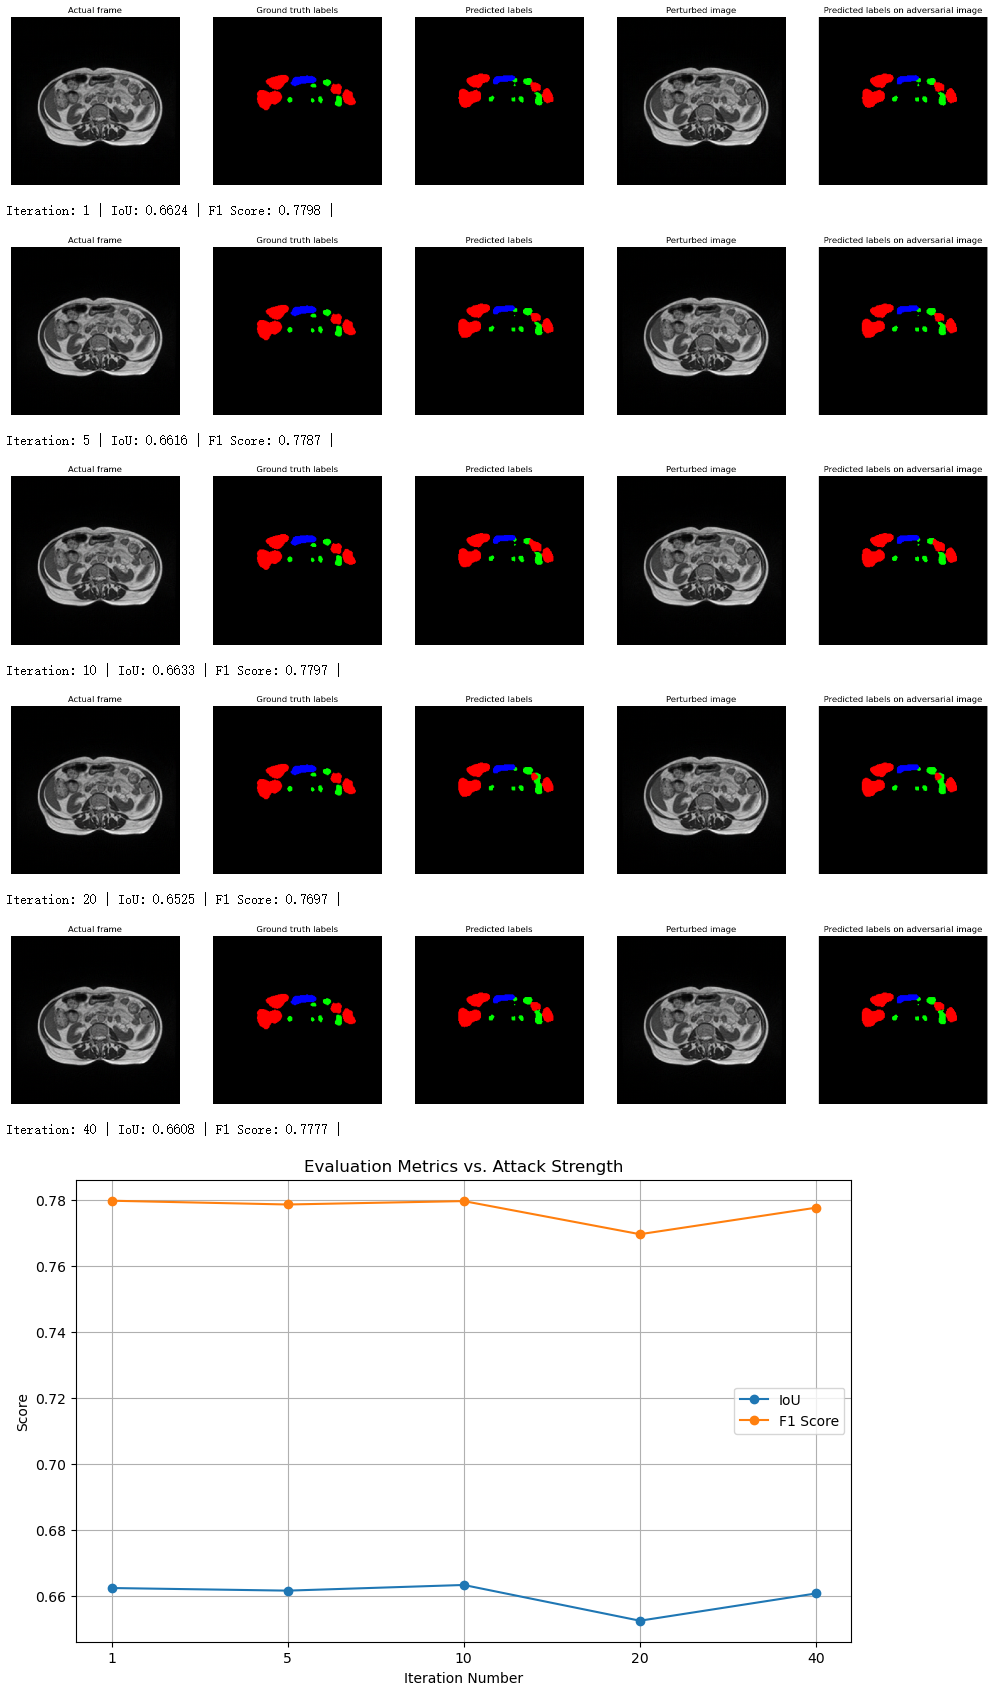 Actual frame Ground truth labels Predicted labels Perturbed image Predicted labels on adversarial image
Iteration: 1 | IoU: 0.6624 | F1 Score: 0.7798 |
Actual frame Ground truth labels Predicted labels Perturbed image Predicted labels on adversarial image
Iteration: 5 | IoU: 0.6616 | F1 Score: 0.7787 |
Actual frame Ground truth labels Predicted labels Perturbed image Predicted labels on adversarial image
Iteration: 10 | IoU: 0.6633 | F1 Score: 0.7797 |
Actual frame Ground truth labels Predicted labels Perturbed image Predicted labels on adversarial image
Iteration: 20 | IoU: 0.6525 | F1 Score: 0.7697 |
Actual frame Ground truth labels Predicted labels Perturbed image Predicted labels on adversarial image
Iteration: 40 | IoU: 0.6608 | F1 Score: 0.7777 |
Evaluation Metrics vs. Attack Strength
0.78
0.76
0.74
0.72
0.70
0.68
0.66
Score
IoU
F1 Score
1 5 10 20 40
Iteration Number